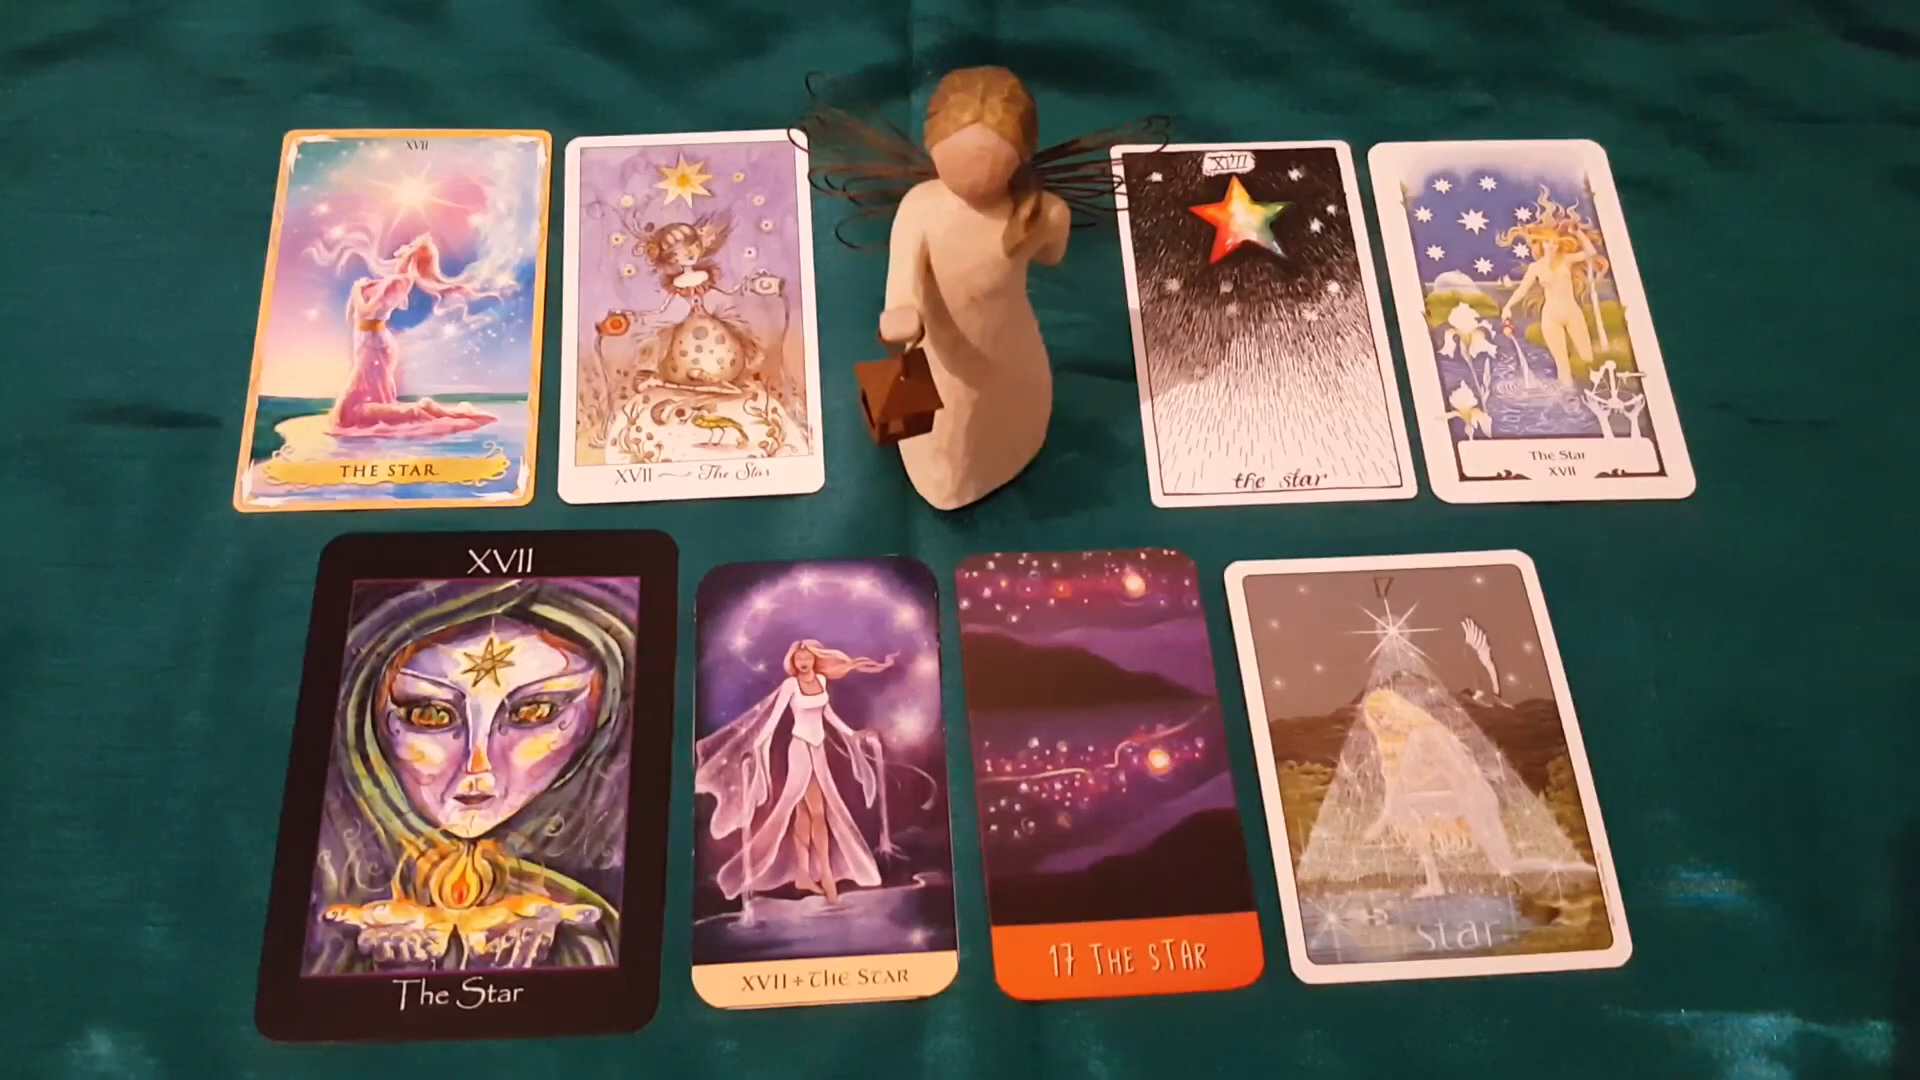 XVII
THE STAR.
XVII The Star
XVII
the star
The Star
XVII
XVII
The Star
XVII + The Star
17 THE STAR
17
star